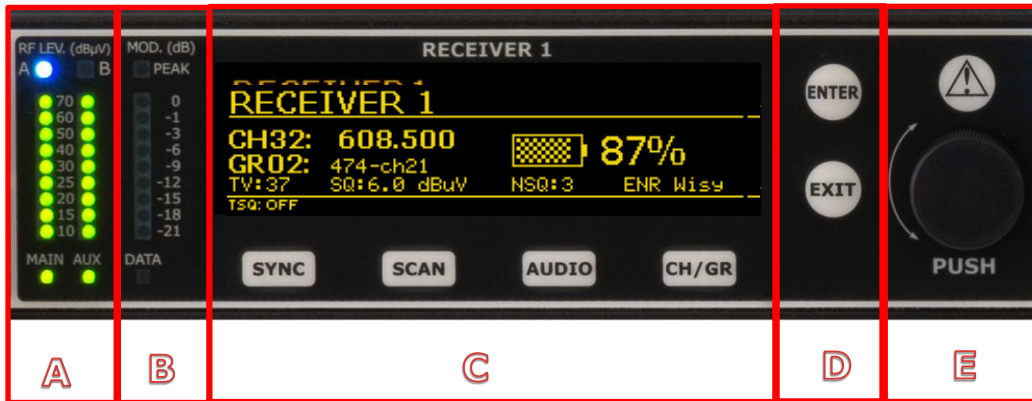 RF LEV. (dBµV)
A B
70
60
50
40
30
25
20
15
10
MAIN AUX
MOD. (dB)
PEAK
0
-1
-3
-6
-9
-12
-15
-18
-21
DATA
RECEIVER 1
RECEIVER 1
RECEIVER 1
CH32: 608.500
87%
GR02: 474-ch21
TV:37 SQ:6.0 dBuV NSQ:3 ENR Wisy
TSQ: OFF
SYNC SCAN AUDIO CH/GR
ENTER
EXIT
PUSH
A B C D E